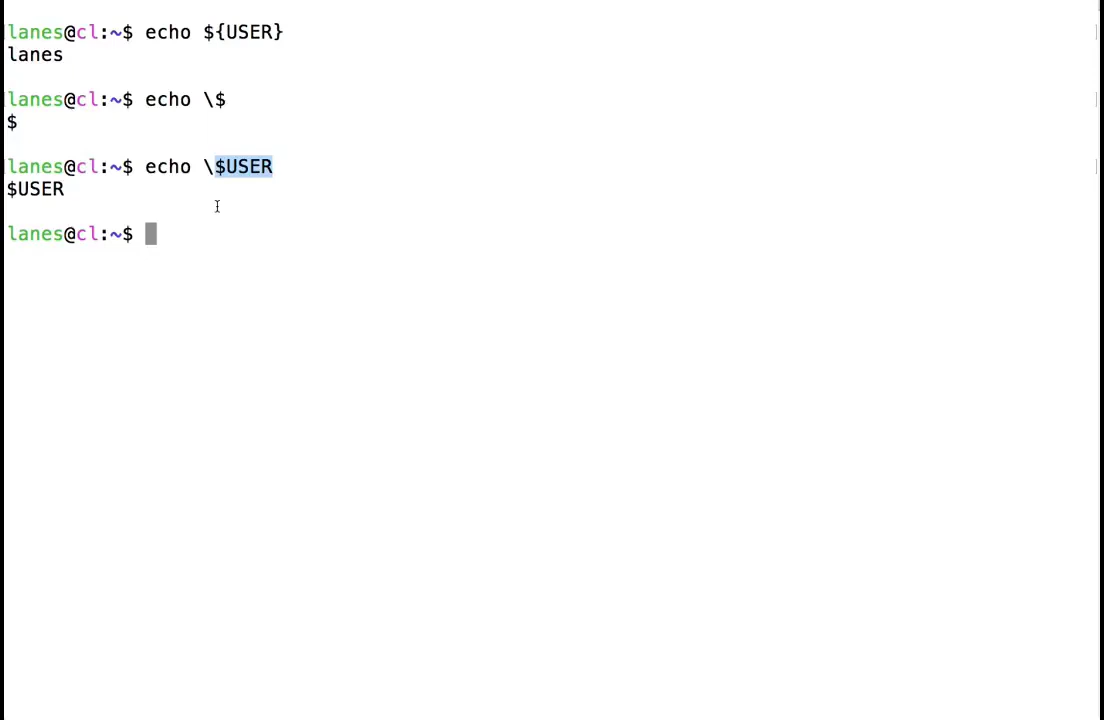 lanes@cl:~$ echo ${USER}
lanes
lanes@cl:~$ echo \$
$
lanes@cl:~$ echo \$USER
$USER
lanes@cl:~$